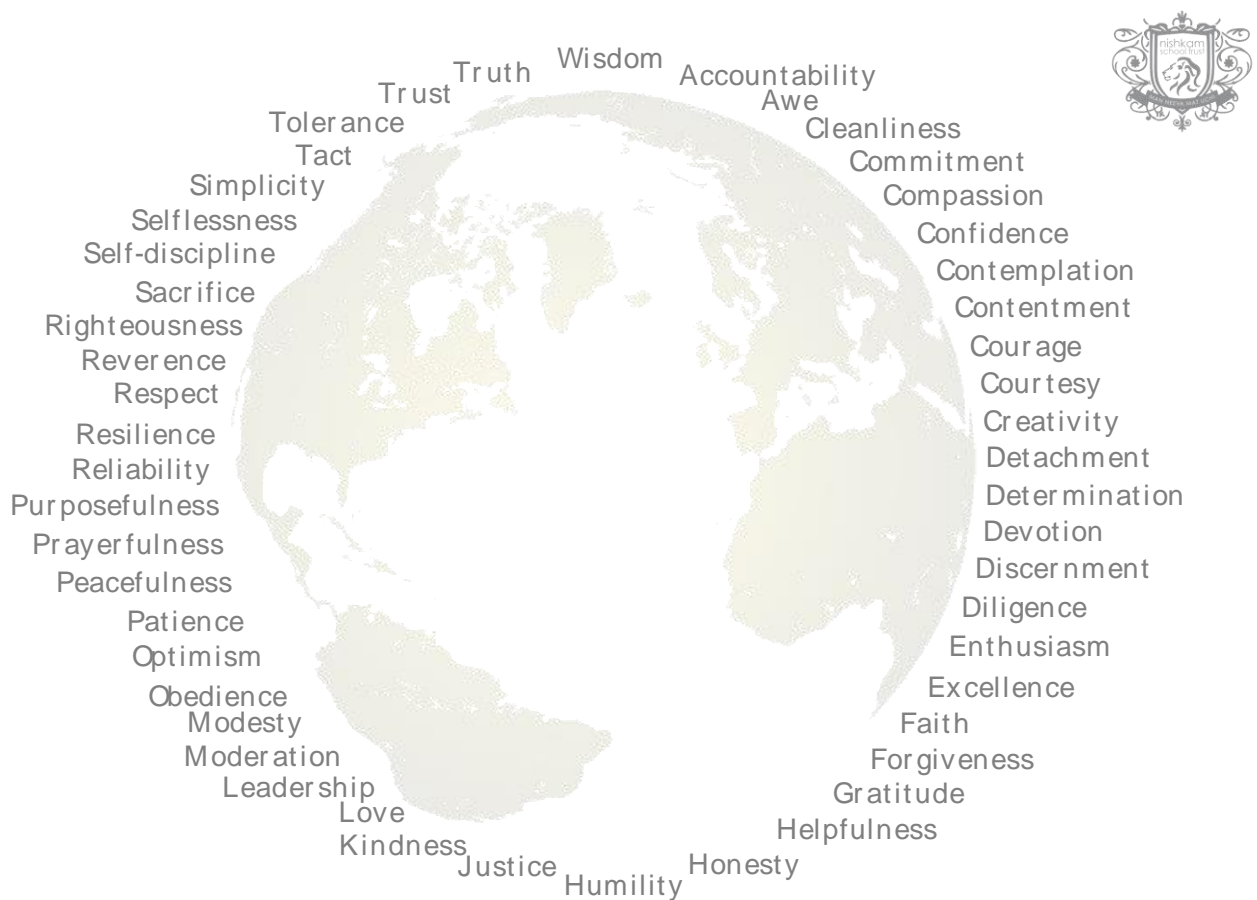 nishkam
school trust
Accountability
Awe
Cleanliness
Commitment
Compassion
Confidence
Contemplation
Contentment
Courage
Courtesy
Creativity
Detachment
Determination
Devotion
Discernment
Diligence
Enthusiasm
Excellence
Faith
Forgiveness
Gratitude
Helpfulness
Honesty
Humility
Justice
Kindness
Love
Leadership
Moderation
Modesty
Obedience
Optimism
Patience
Peacefulness
Prayerfulness
Purposefulness
Reliability
Resilience
Respect
Reverence
Righteousness
Sacrifice
Self-discipline
Selflessness
Simplicity
Tact
Tolerance
Trust
Truth
Wisdom